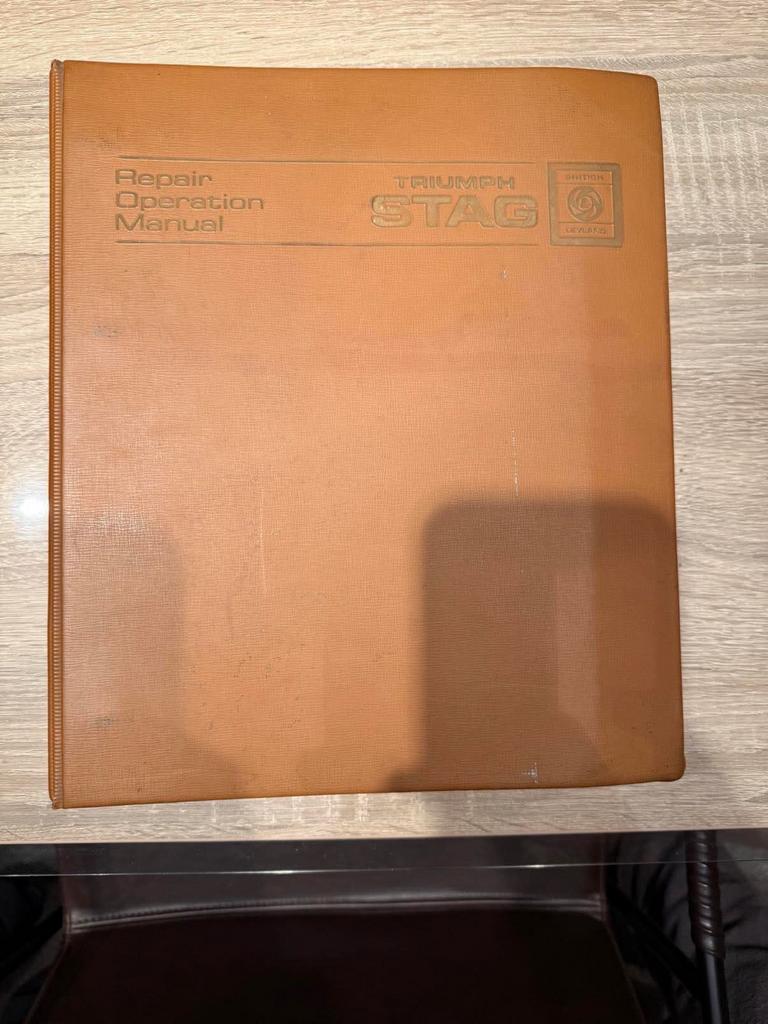 Repair
Operation
Manual
TRIUMPH
STAG
BRITISH
LEYLAND